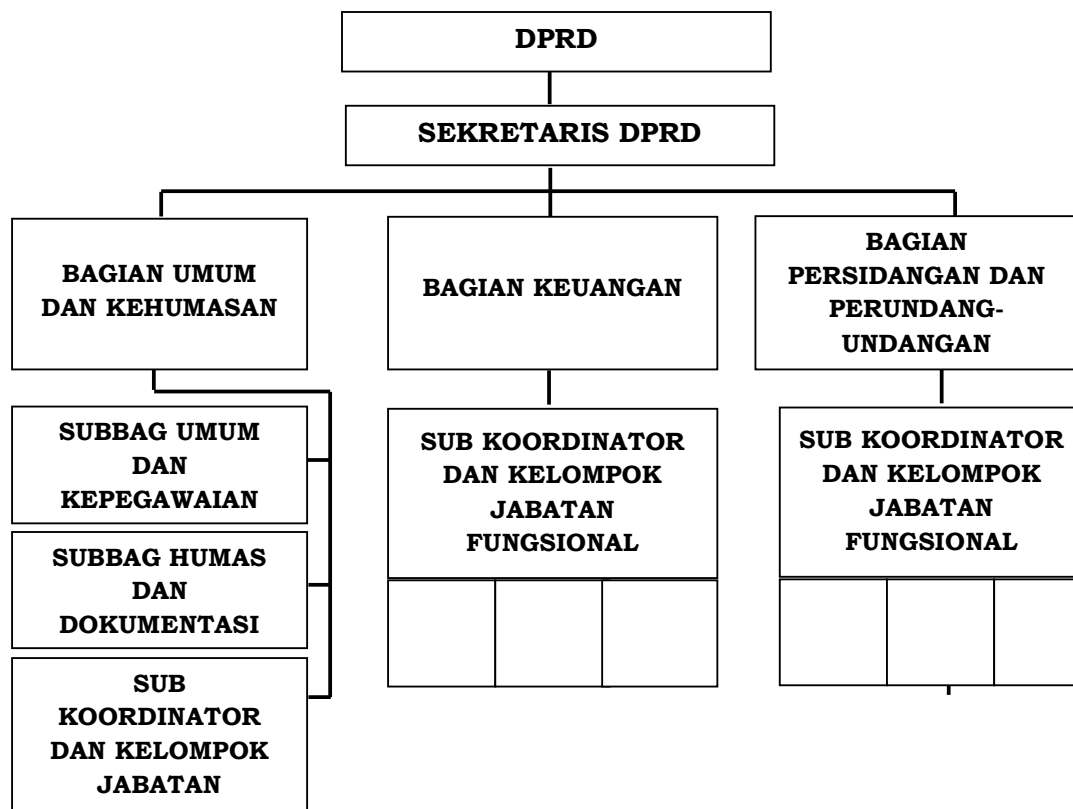 DPRD
SEKRETARIS DPRD
BAGIAN UMUM
DAN KEHUMASAN
BAGIAN KEUANGAN
BAGIAN
PERSIDANGAN DAN
PERUNDANG-
UNDANGAN
SUBBAG UMUM
DAN
KEPEGAWAIAN
SUBBAG HUMAS
DAN
DOKUMENTASI
SUB
KOORDINATOR
DAN KELOMPOK
JABATAN
SUB KOORDINATOR
DAN KELOMPOK
JABATAN
FUNGSIONAL
SUB KOORDINATOR
DAN KELOMPOK
JABATAN
FUNGSIONAL